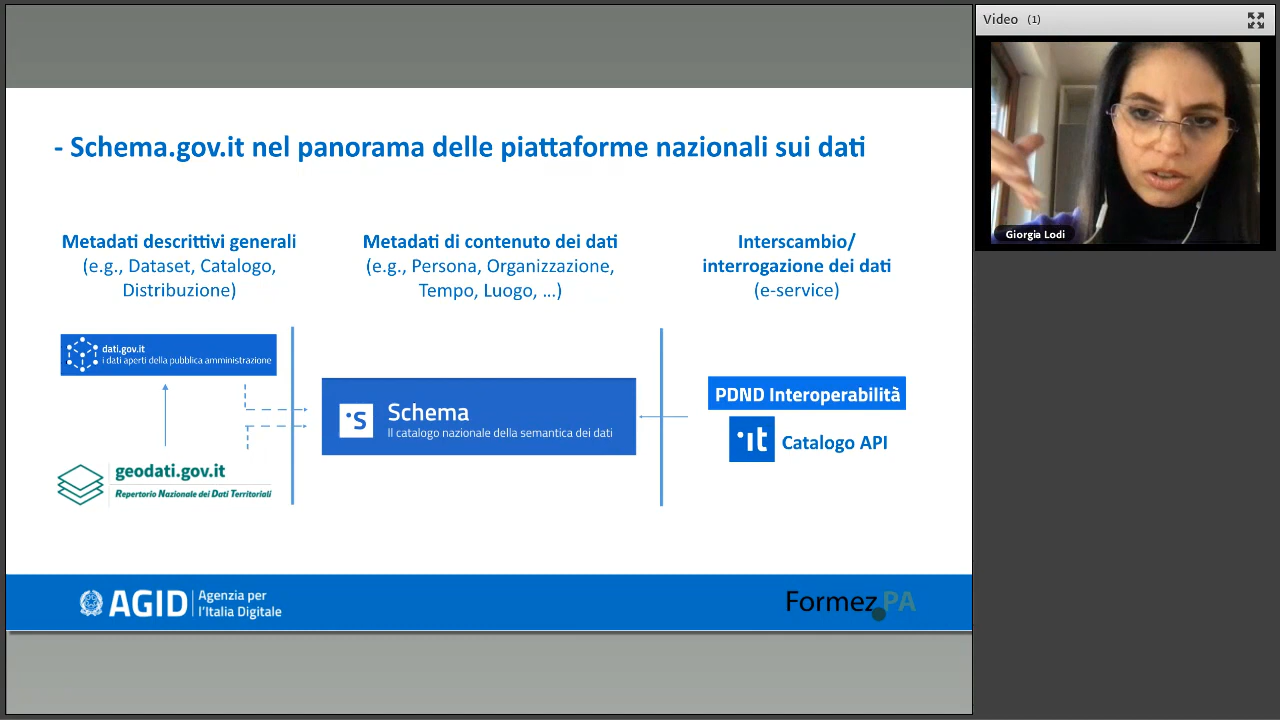 Video (1)
- Schema.gov.it nel panorama delle piattaforme nazionali sui dati
Metadati descrittivi generali
(e.g., Dataset, Catalogo,
Distribuzione)
Metadati di contenuto dei dati
(e.g., Persona, Organizzazione,
Tempo, Luogo, ...)
Interscambio/
interrogazione dei dati
(e-service)
dati.gov.it
i dati aperti della pubblica amministrazione
geodati.gov.it
Repertorio Nazionale dei Dati Territoriali
·s
Schema
Il catalogo nazionale della semantica dei dati
PDND Interoperabilità
·it
Catalogo API
AGID
Agenzia per
l'Italia Digitale
Formez PA
Giorgia Lodi